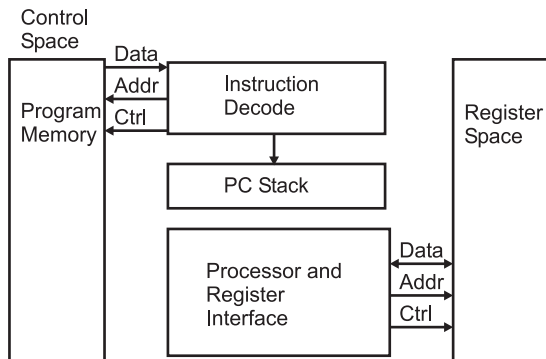 Control
Space
Program
Memory
Data
Addr
Ctrl
Instruction
Decode
PC Stack
Processor and
Register
Interface
Data
Addr
Ctrl
Register
Space